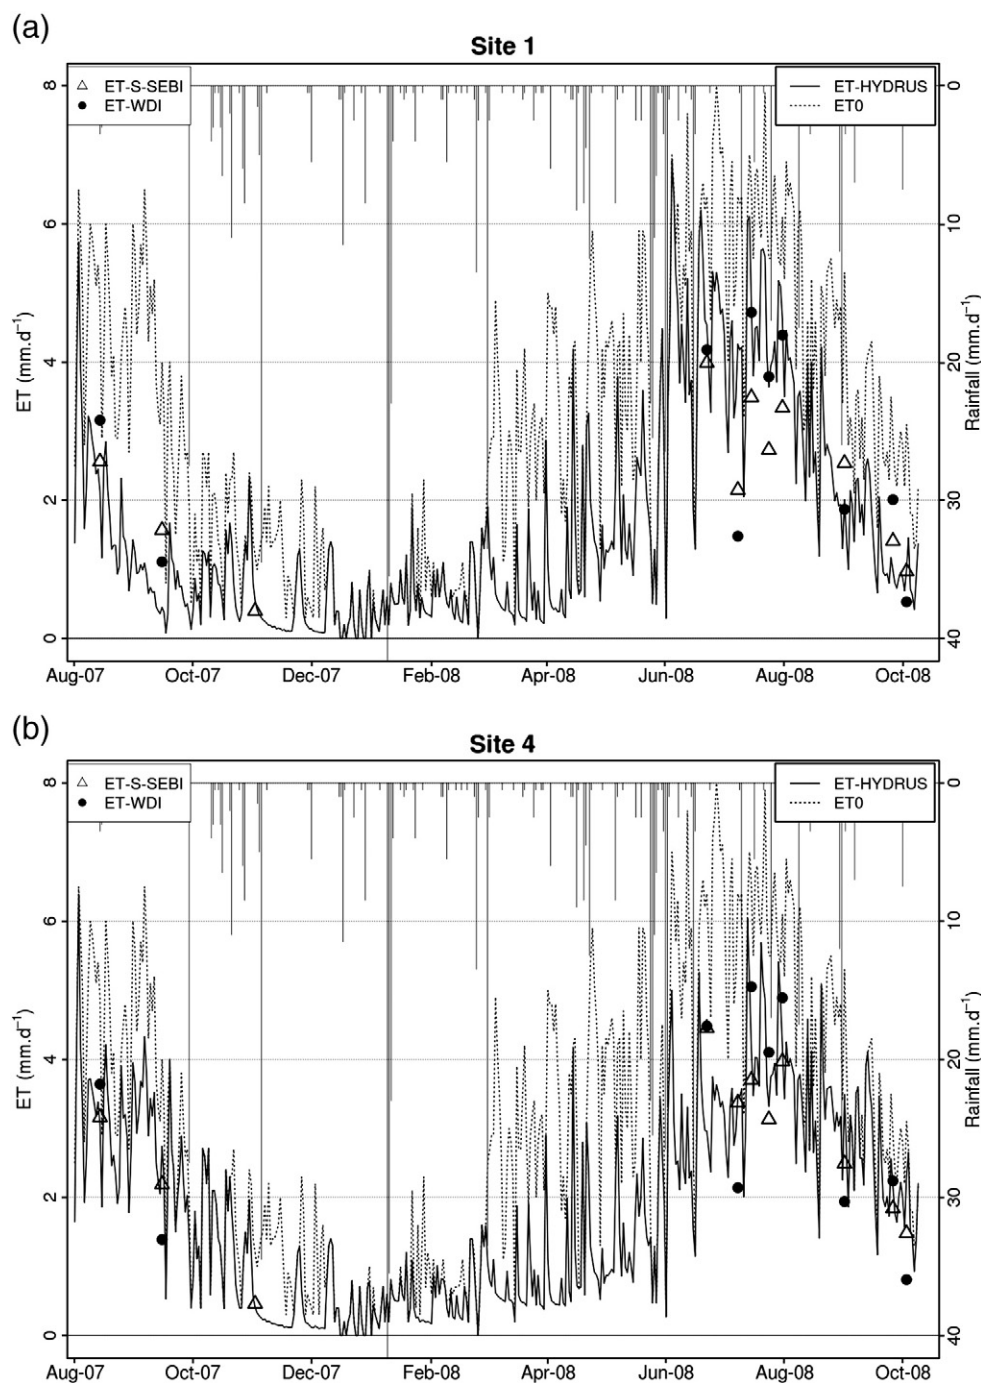 (a)
Site 1
ET-S-SEBI
ET-WDI
ET-HYDRUS
ET0
8
6
4
2
0
ET (mm.d⁻¹)
0
10
20
30
40
Rainfall (mm.d⁻¹)
Aug-07 Oct-07 Dec-07 Feb-08 Apr-08 Jun-08 Aug-08 Oct-08
(b)
Site 4
ET-S-SEBI
ET-WDI
ET-HYDRUS
ET0
8
6
4
2
0
ET (mm.d⁻¹)
0
10
20
30
40
Rainfall (mm.d⁻¹)
Aug-07 Oct-07 Dec-07 Feb-08 Apr-08 Jun-08 Aug-08 Oct-08